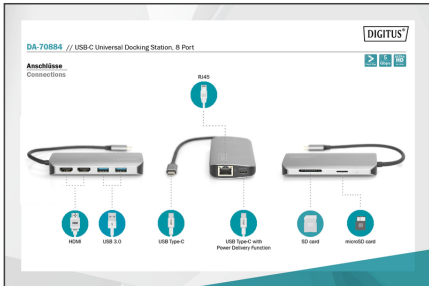 DIGITUS®
DA-70884 // USB-C Universal Docking Station, 8 Port
Anschlüsse
Connections
RJ45
HDMI
USB 3.0
USB Type-C
USB Type-C with
Power Delivery Function
SD card
microSD card